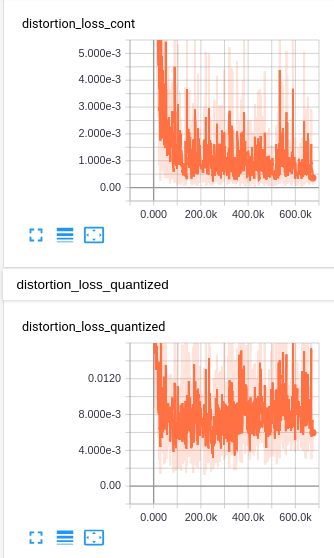 distortion_loss_cont
5.000e-3
4.000e-3
3.000e-3
2.000e-3
1.000e-3
0.00
0.000 200.0k 400.0k 600.0k
distortion_loss_quantized
distortion_loss_quantized
0.0120
8.000e-3
4.000e-3
0.00
0.000 200.0k 400.0k 600.0k